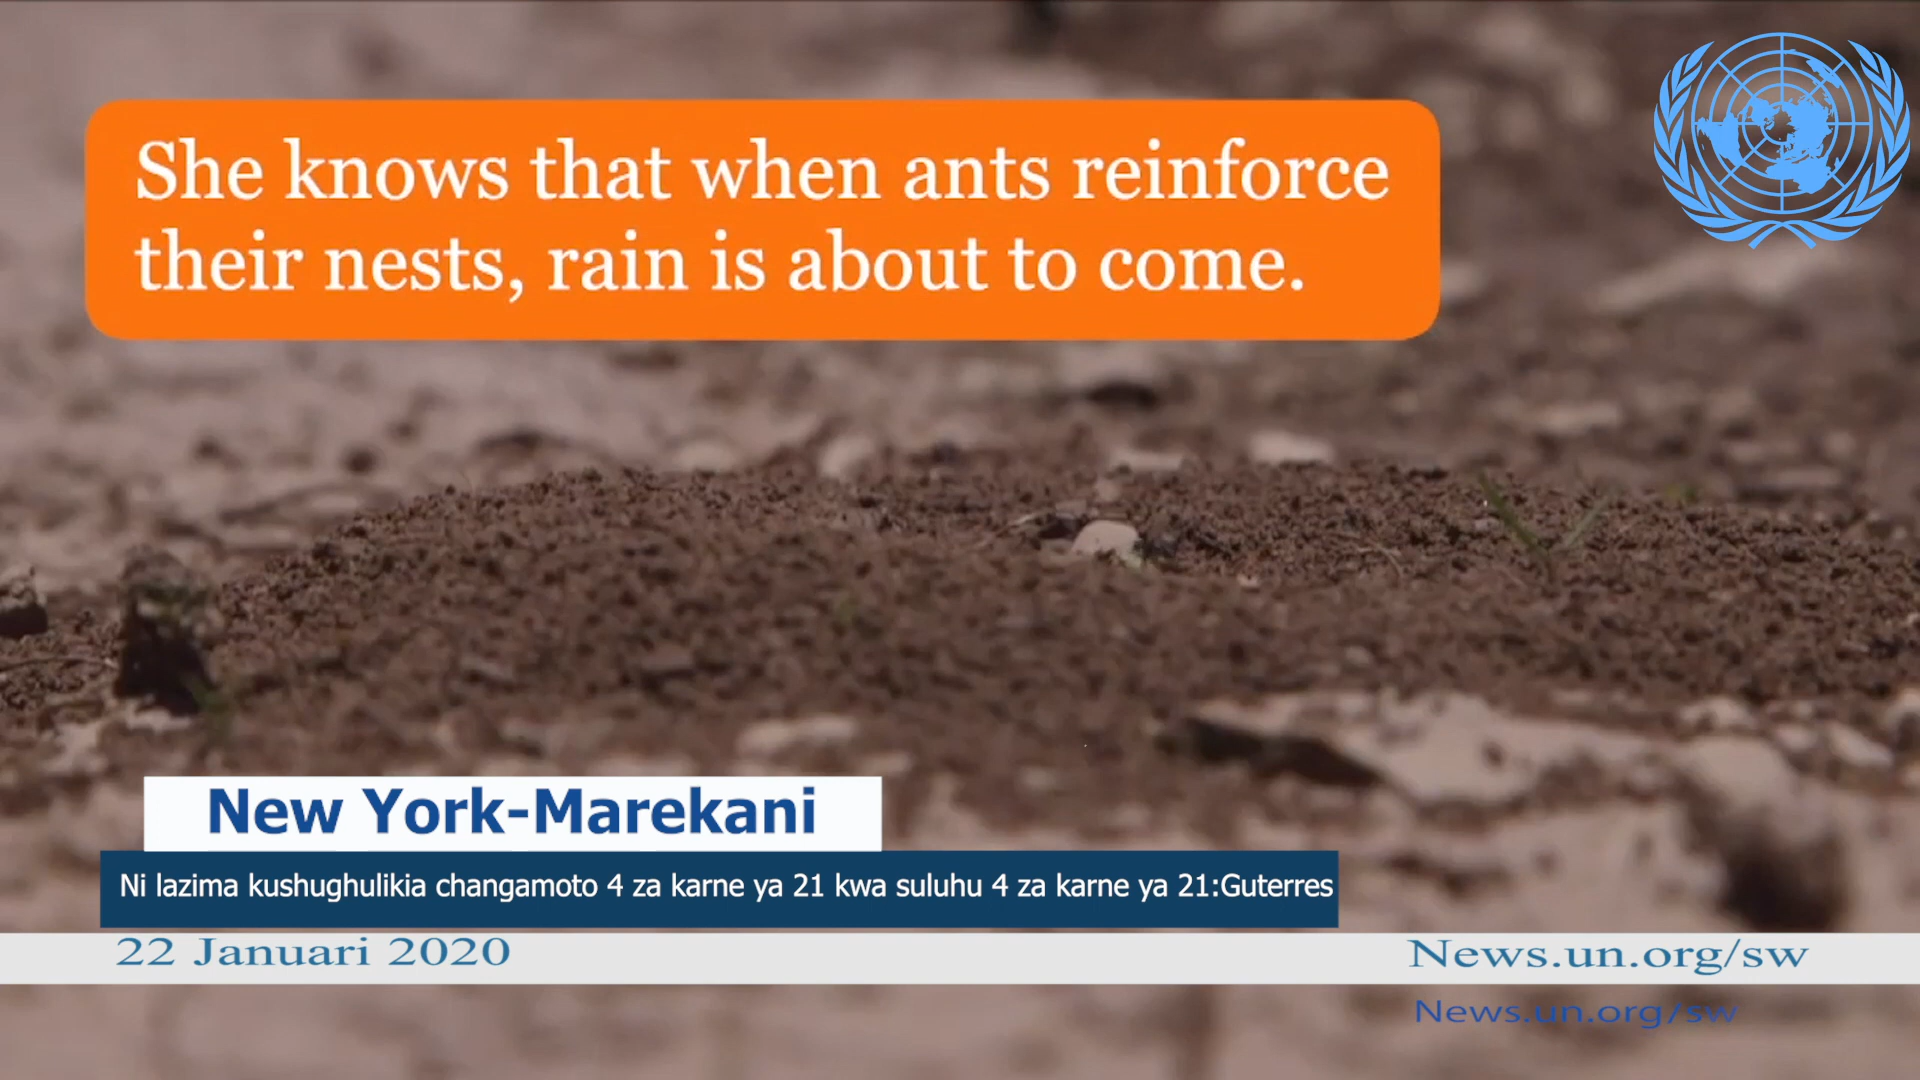 She knows that when ants reinforce
their nests, rain is about to come.
New York-Marekani
Ni lazima kushughulikia changamoto 4 za karne ya 21 kwa suluhu 4 za karne ya 21:Guterres
22 Januari 2020
News.un.org/sw
News.un.org/sw